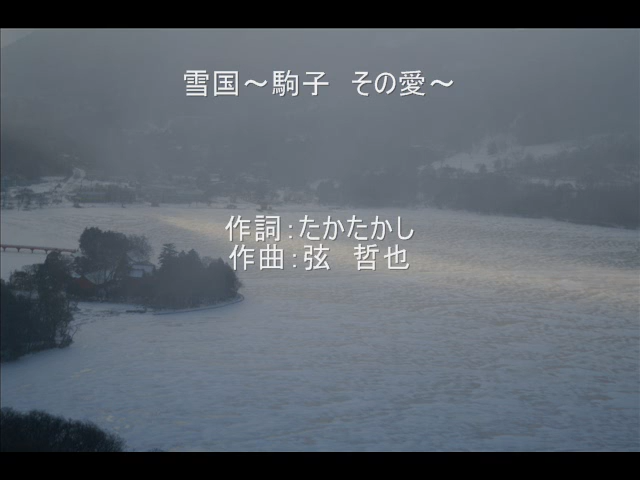 雪国～駒子　その愛～
作詞：たかたかし
作曲：弦　哲也